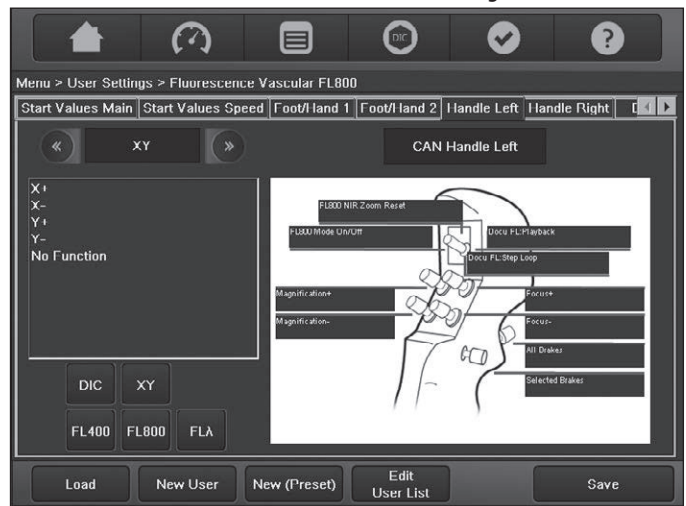 DIC
?
Menu > User Settings > Fluorescence Vascular FL800
Start Values Main Start Values Speed Foot/Hand 1 Foot/Hand 2 Handle Left Handle Right
« XY »
CAN Handle Left
X+
X-
Y+
Y-
No Function
FL800 NIR Zoom Reset
FL800 Mode On/Off
Docu FL:Playback
Docu FL:Step Loop
Magnification+
Focus+
Magnification-
Focus-
All Brakes
Selected Brakes
DIC XY
FL400 FL800 FLλ
Load
New User
New (Preset)
Edit
User List
Save